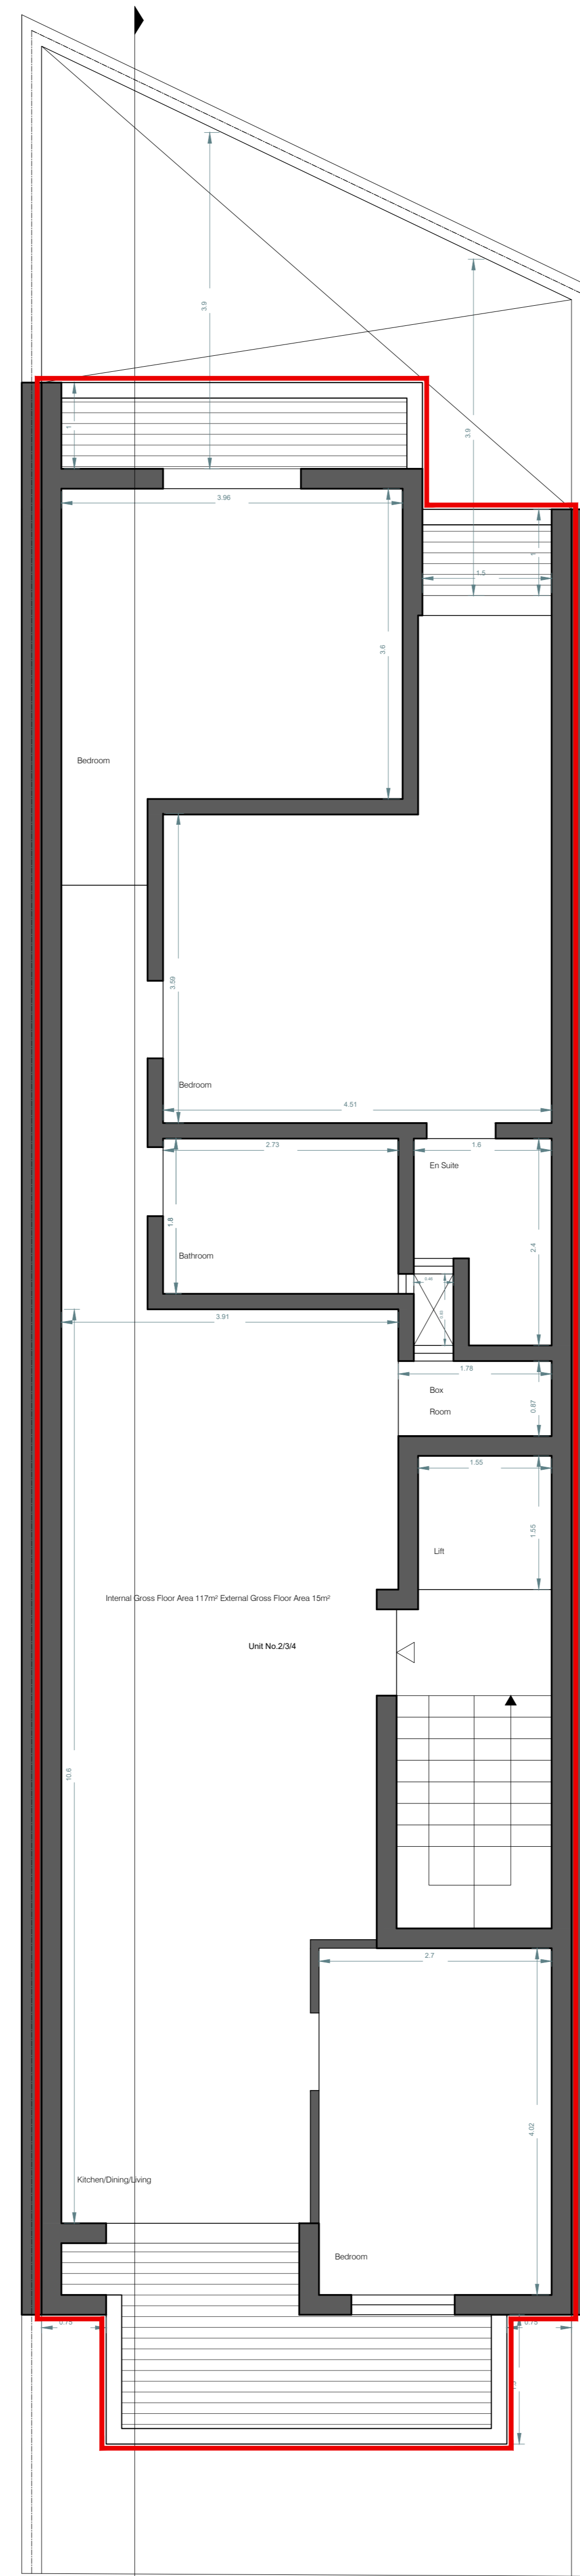 3.9
3.9
1
3.96
1
1.5
3.6
Bedroom
3.59
Bedroom
4.51
2.73
1.6
En Suite
1.8
Bathroom
2.4
3.91
1.78
Box
Room
0.87
1.55
Lift
1.55
Internal Gross Floor Area 117m² External Gross Floor Area 15m²
Unit No.2/3/4
10.6
2.7
4.02
Kitchen/Dining/Living
Bedroom
0.75
0.75